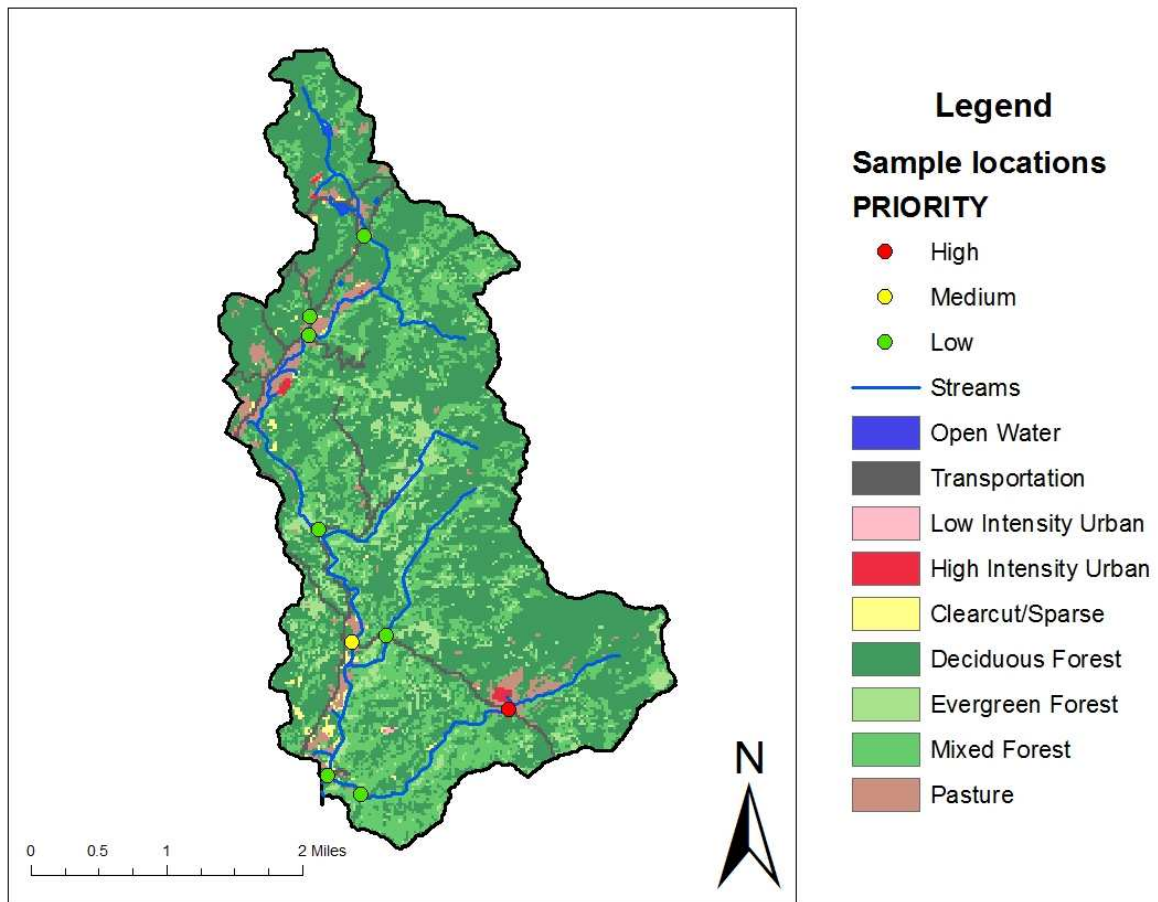 Legend
Sample locations
PRIORITY
High
Medium
Low
Streams
Open Water
Transportation
Low Intensity Urban
High Intensity Urban
Clearcut/Sparse
Deciduous Forest
Evergreen Forest
Mixed Forest
Pasture
N
0 0.5 1 2 Miles